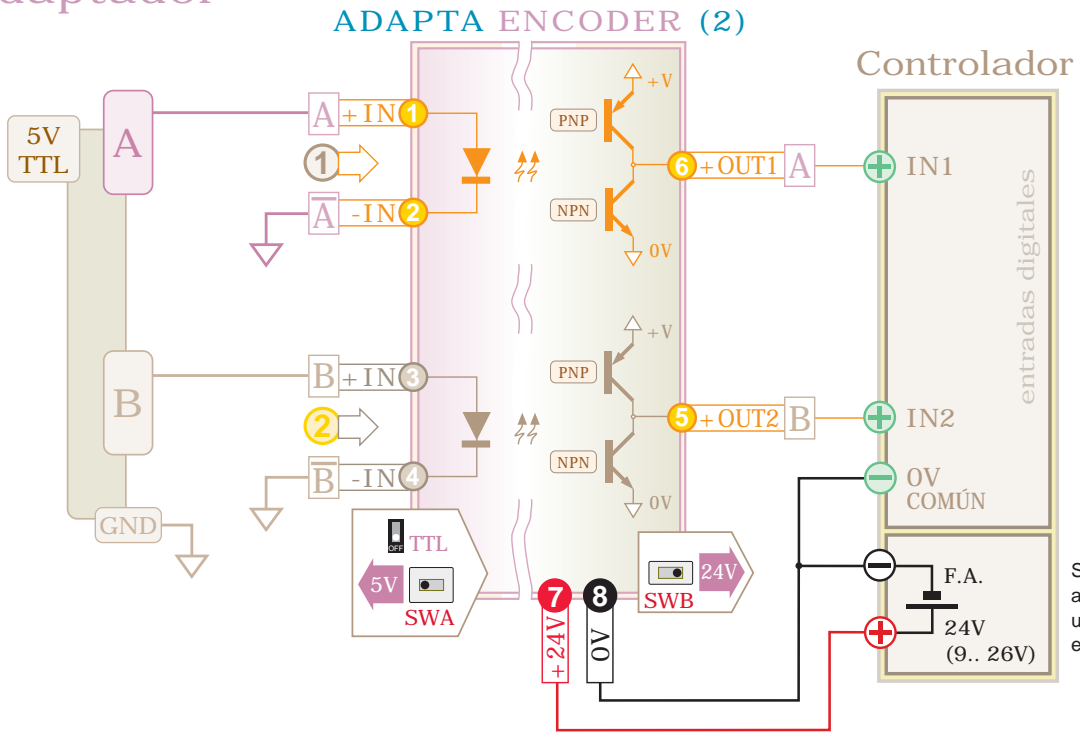 ADAPTA ENCODER (2)
Controlador
5V
TTL
A
A +IN 1
1
A̅ -IN 2
PNP
+V
NPN
0V
6 +OUT1 A
IN1
entradas digitales
B
B +IN 3
2
B̅ -IN 4
PNP
+V
NPN
0V
5 +OUT2 B
IN2
0V
COMÚN
GND
OFF
TTL
5V
SWA
24V
SWB
7
8
+24V
0V
F.A.
24V
(9.. 26V)